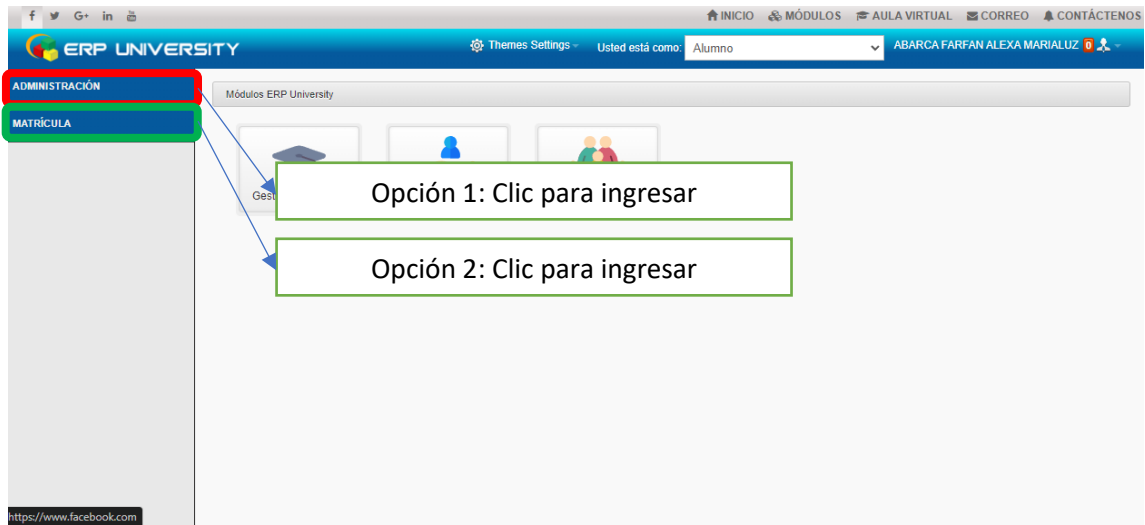 INICIO MÓDULOS AULA VIRTUAL CORREO CONTÁCTENOS
ERP UNIVERSITY
Themes Settings Usted está como: Alumno ABARCA FARFAN ALEXA MARIALUZ 0
ADMINISTRACIÓN
Módulos ERP University
MATRÍCULA
Opción 1: Clic para ingresar
Opción 2: Clic para ingresar
https://www.facebook.com